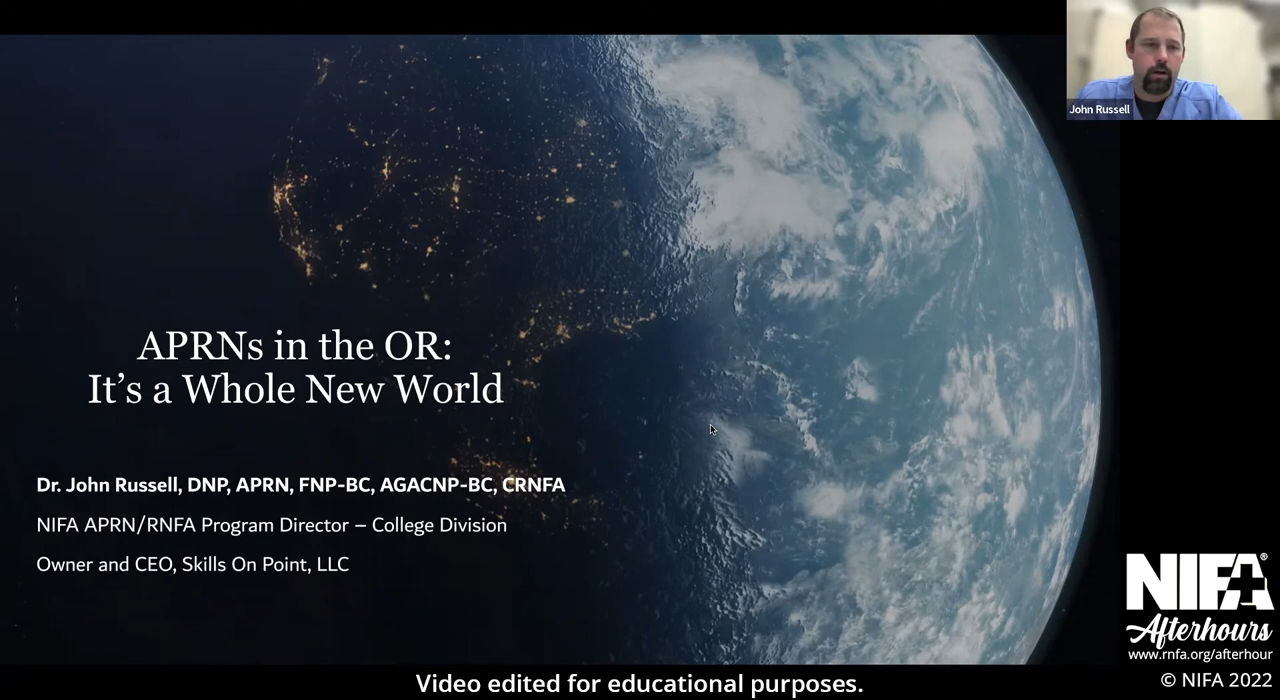 John Russell
APRNs in the OR:
It’s a Whole New World
Dr. John Russell, DNP, APRN, FNP-BC, AGACNP-BC, CRNFA
NIFA APRN/RNFA Program Director – College Division
Owner and CEO, Skills On Point, LLC
NIFA®
Afterhours
www.rnfa.org/afterhour
© NIFA 2022
Video edited for educational purposes.